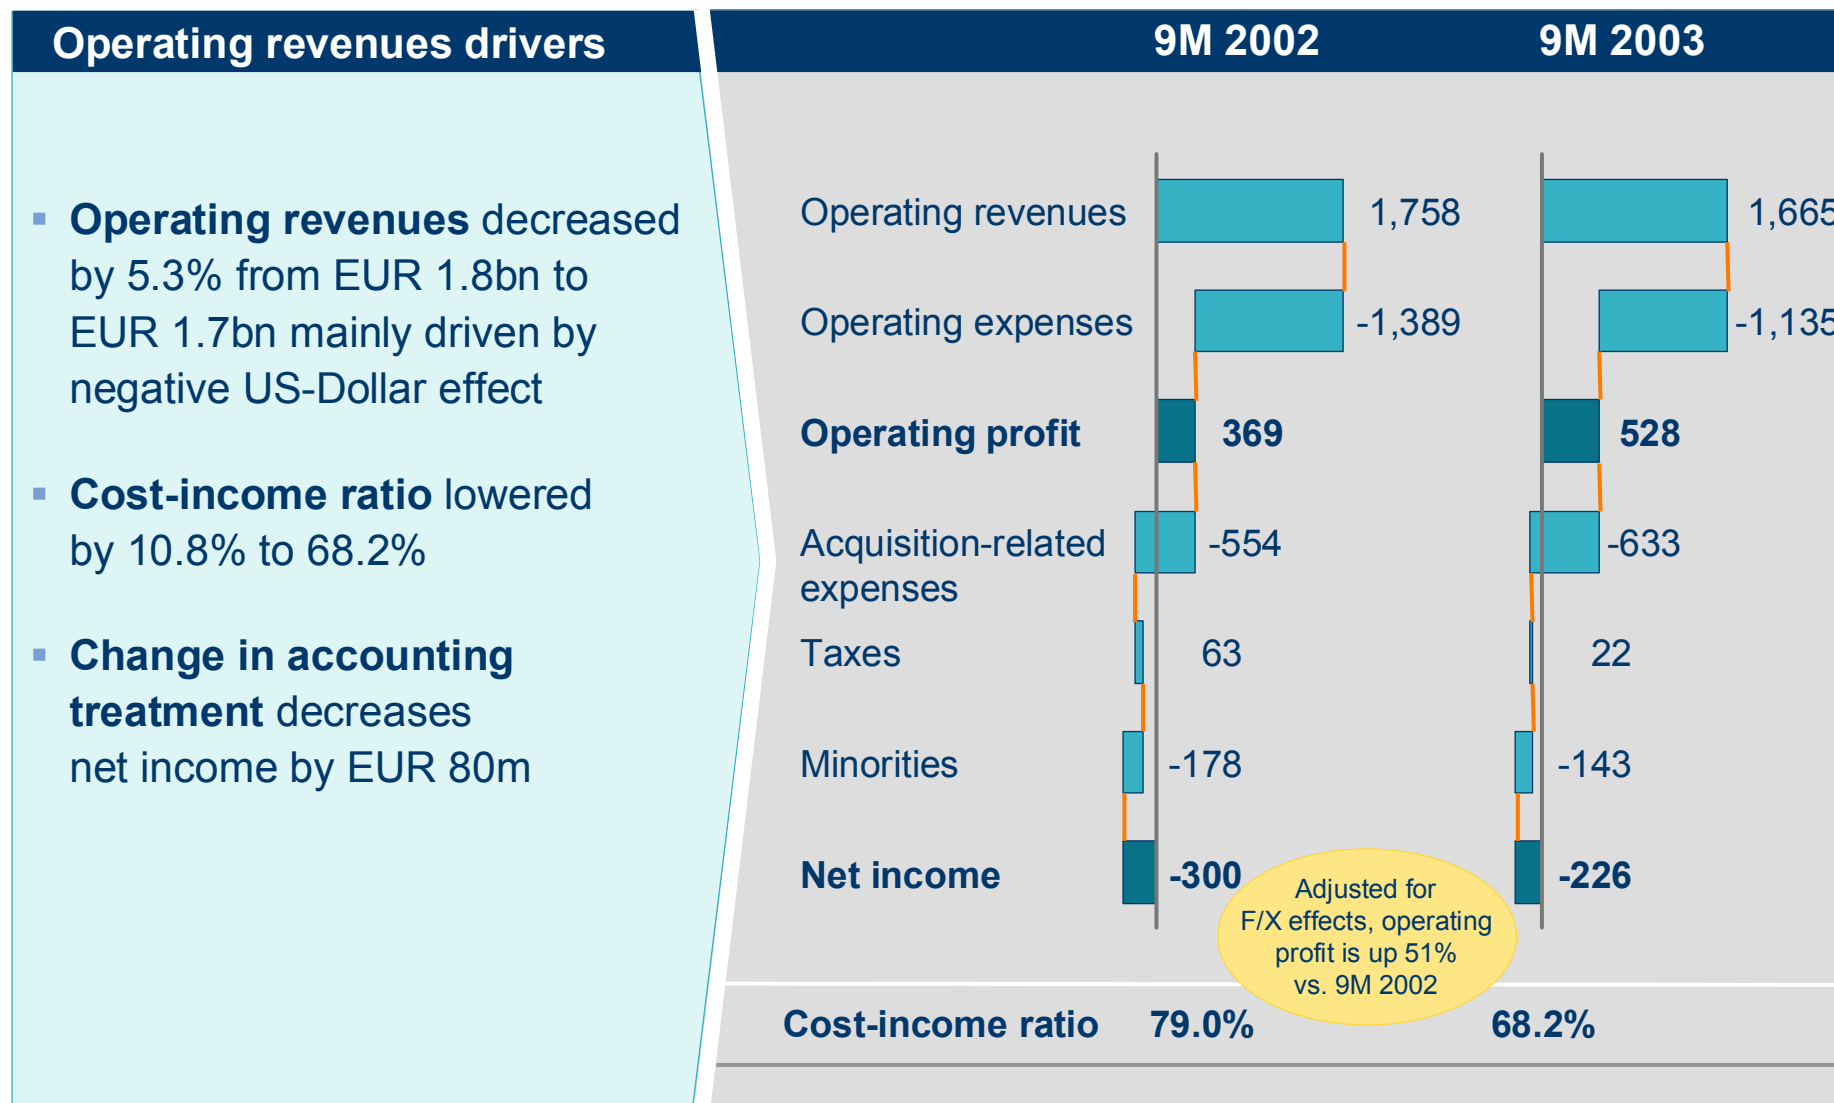 Operating revenues drivers
9M 2002 9M 2003
▪ Operating revenues decreased
by 5.3% from EUR 1.8bn to
EUR 1.7bn mainly driven by
negative US-Dollar effect
▪ Cost-income ratio lowered
by 10.8% to 68.2%
▪ Change in accounting
treatment decreases
net income by EUR 80m
Operating revenues 1,758 1,665
Operating expenses -1,389 -1,135
Operating profit 369 528
Acquisition-related -554 -633
expenses
Taxes 63 22
Minorities -178 -143
Net income -300 -226
Adjusted for
F/X effects, operating
profit is up 51%
vs. 9M 2002
Cost-income ratio 79.0% 68.2%